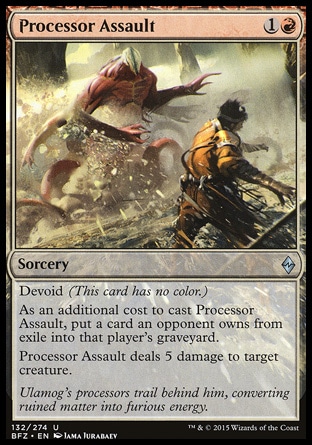 Processor Assault 1
Sorcery
Devoid (This card has no color.)
As an additional cost to cast Processor
Assault, put a card an opponent owns from
exile into that player's graveyard.
Processor Assault deals 5 damage to target
creature.
Ulamog's processors trail behind him, converting
ruined matter into furious energy.
132/274 U
BFZ • EN Jama Jurabaev
™ & © 2015 Wizards of the Coast